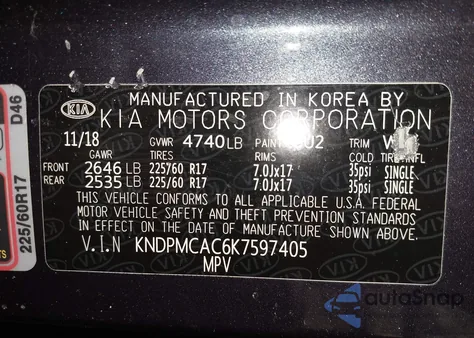 MANUFACTURED IN KOREA BY
KIA KIA MOTORS CORPORATION
11/18 GVWR 4740LB PAINT TRIM
GAWR TIRES RIMS COLD
FRONT 2646 LB 225/60 R17 7.0Jx17 35psi SINGLE
REAR 2535 LB 225/60 R17 7.0Jx17 35psi SINGLE
THIS VEHICLE CONFORMS TO ALL APPLICABLE U.S.A. FEDERAL
MOTOR VEHICLE SAFETY AND THEFT PREVENTION STANDARDS
IN EFFECT ON THE DATE OF MANUFACTURE SHOWN ABOVE
V.I.N KNDPMCAC6K7597405
MPV
225/60R17 D46
autoSnap